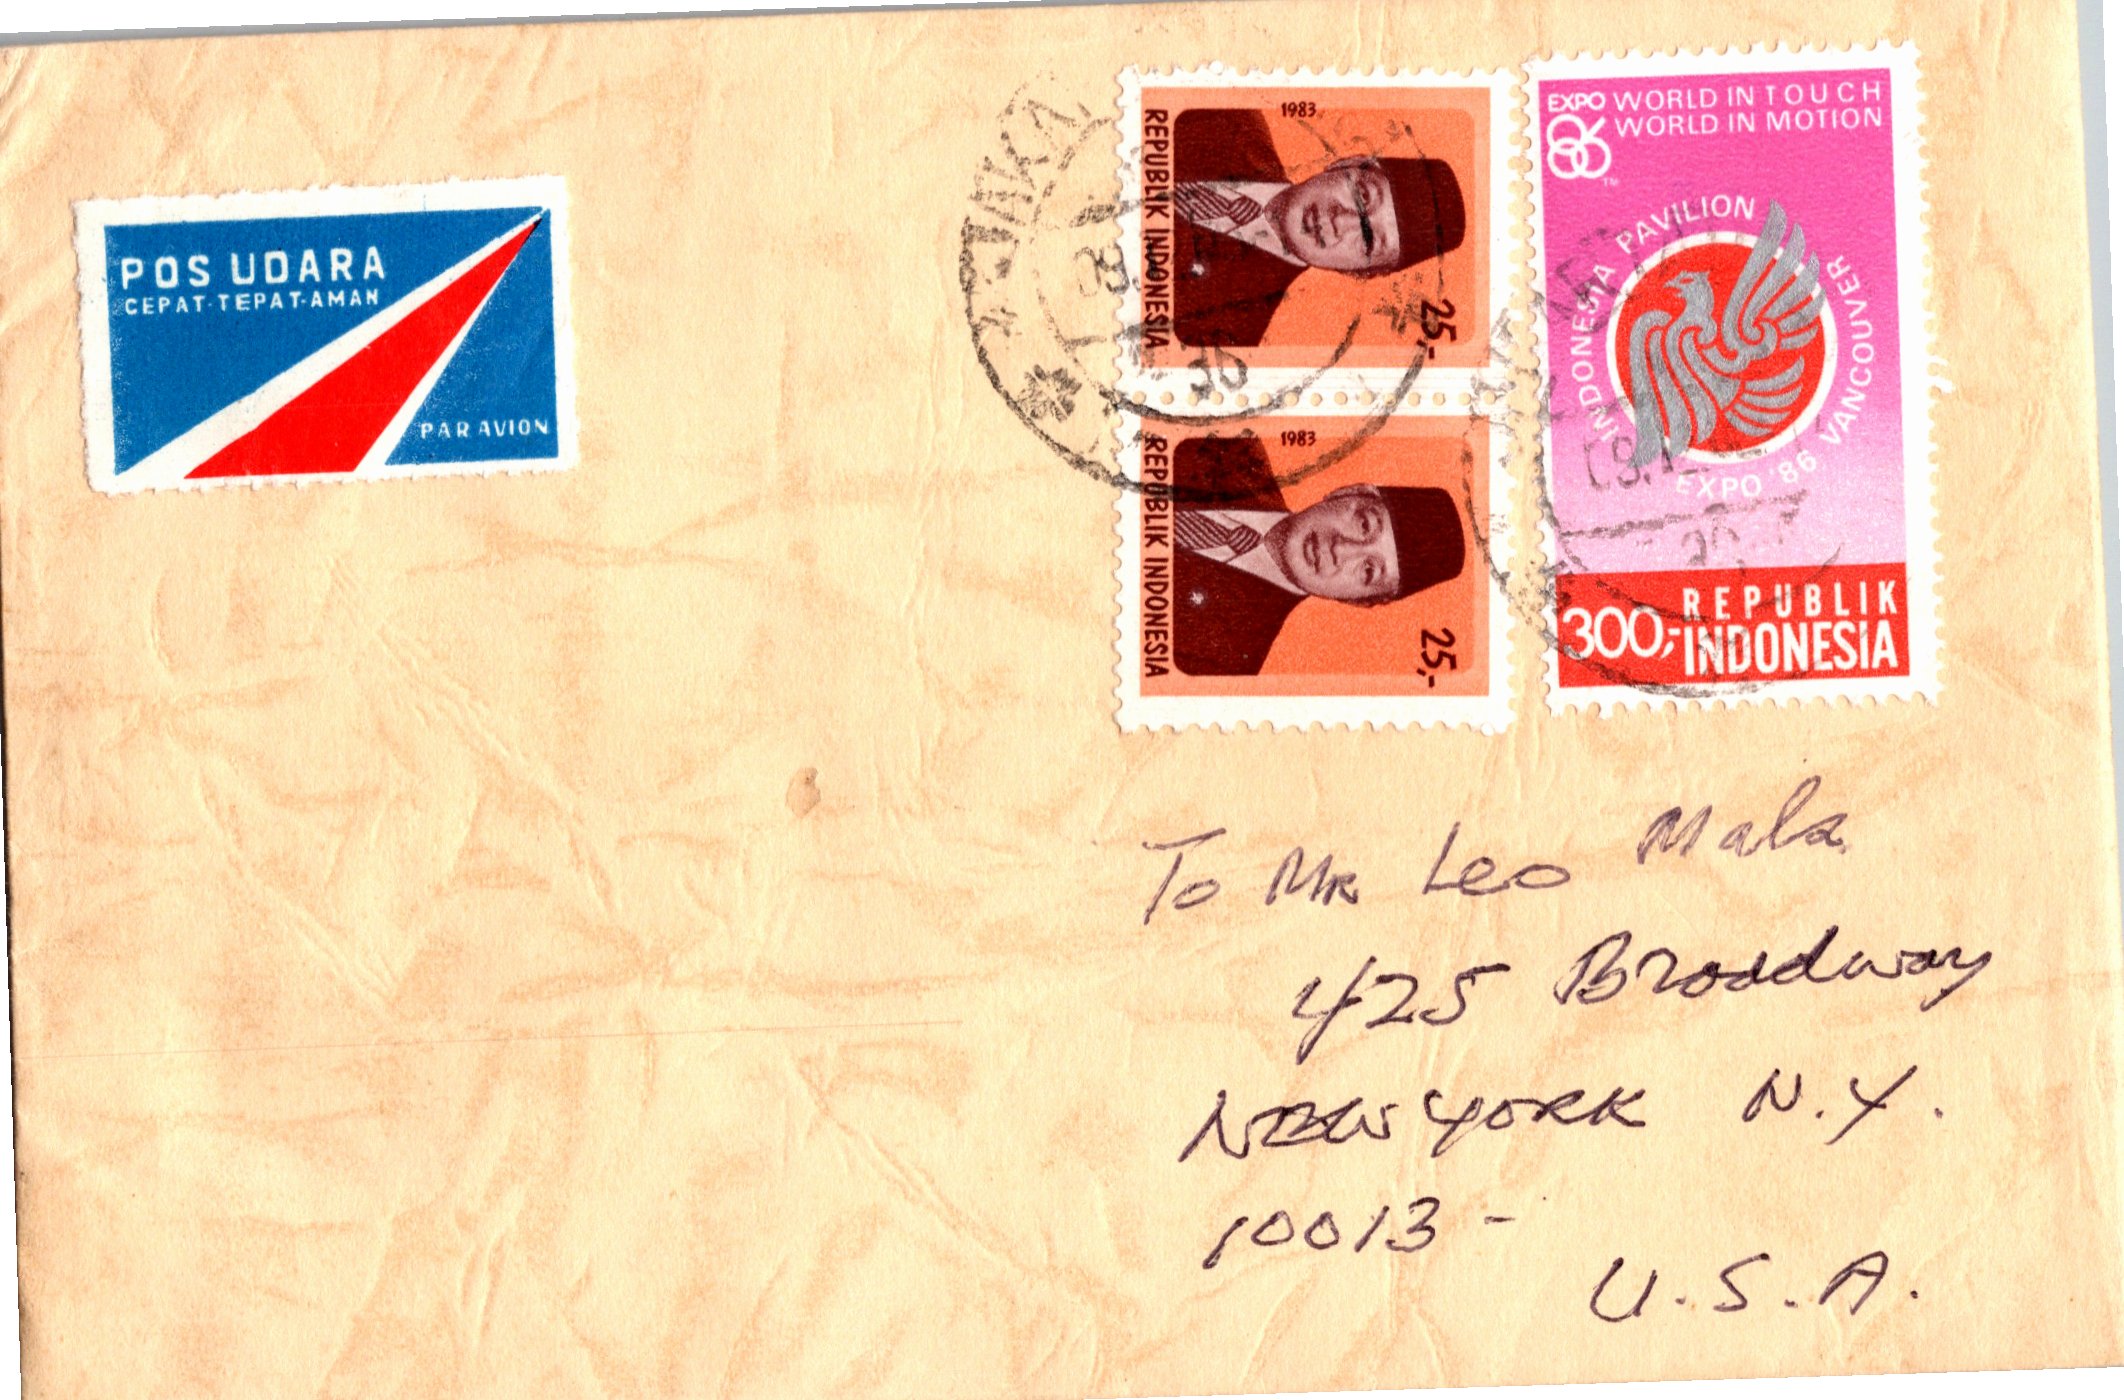 POS UDARA
CEPAT-TEPAT-AMAN
PAR AVION
1983
REPUBLIK INDONESIA
25,-
1983
REPUBLIK INDONESIA
25,-
EXPO 86 WORLD IN TOUCH
WORLD IN MOTION
TM
INDONESIA PAVILION
EXPO '86 VANCOUVER
300,- REPUBLIK
INDONESIA
To MR Leo Mala
425 Broadway
NEW YORK N.Y.
10013 -
U.S.A.